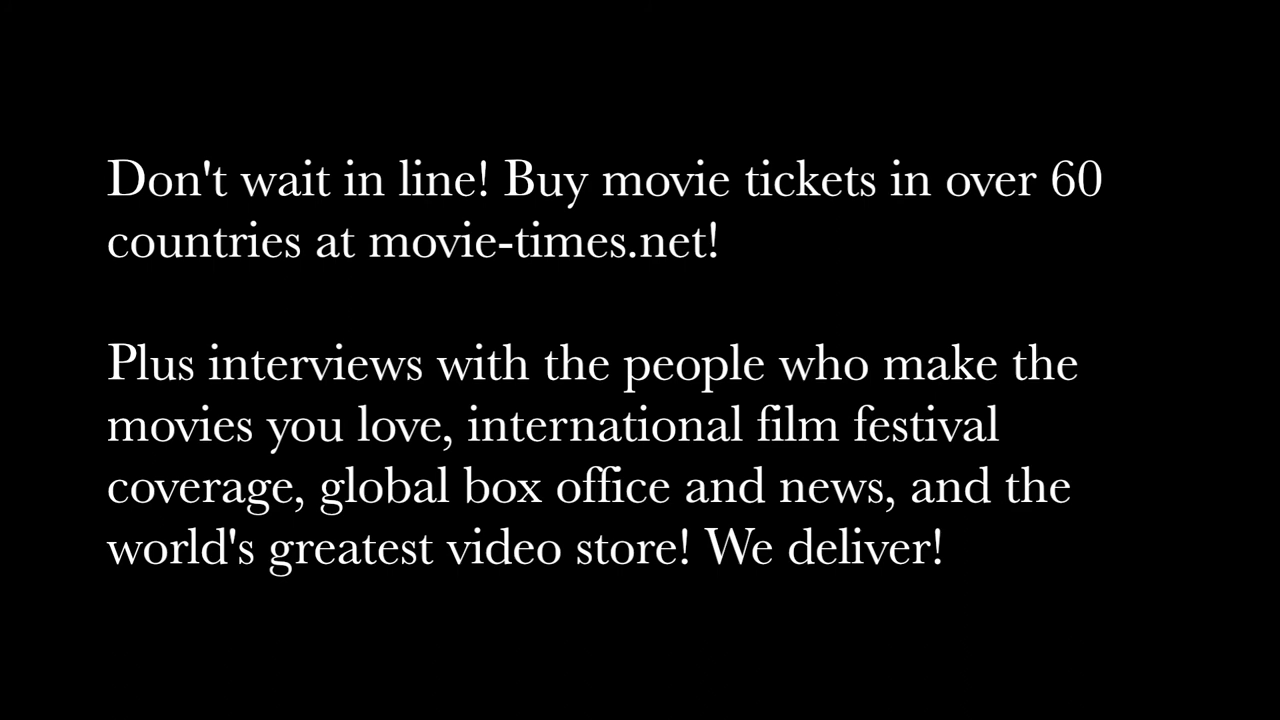 Don't wait in line! Buy movie tickets in over 60
countries at movie-times.net!
Plus interviews with the people who make the
movies you love, international film festival
coverage, global box office and news, and the
world's greatest video store! We deliver!